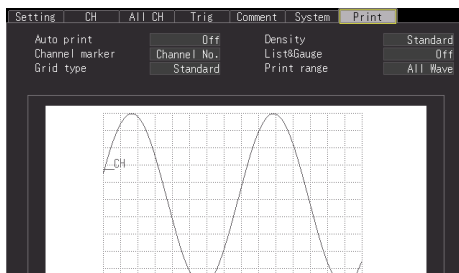 Setting CH All CH Trig Comment System Print
Auto print Off Density Standard
Channel marker Channel No. List&Gauge Off
Grid type Standard Print range All Wave
CH